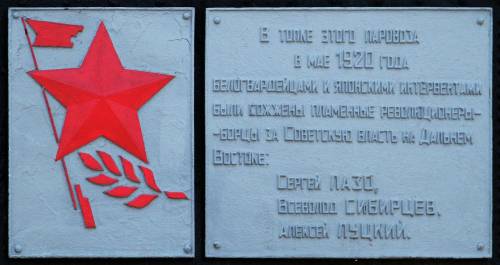 В топке этого паровоза
в мае 1920 года
белогвардейцами и японскими интервентами
были сожжены пламенные революционеры-
-борцы за Советскую власть на Дальнем
Востоке:
Сергей ЛАЗО,
Всеволод СИБИРЦЕВ,
Алексей ЛУЦКИЙ.